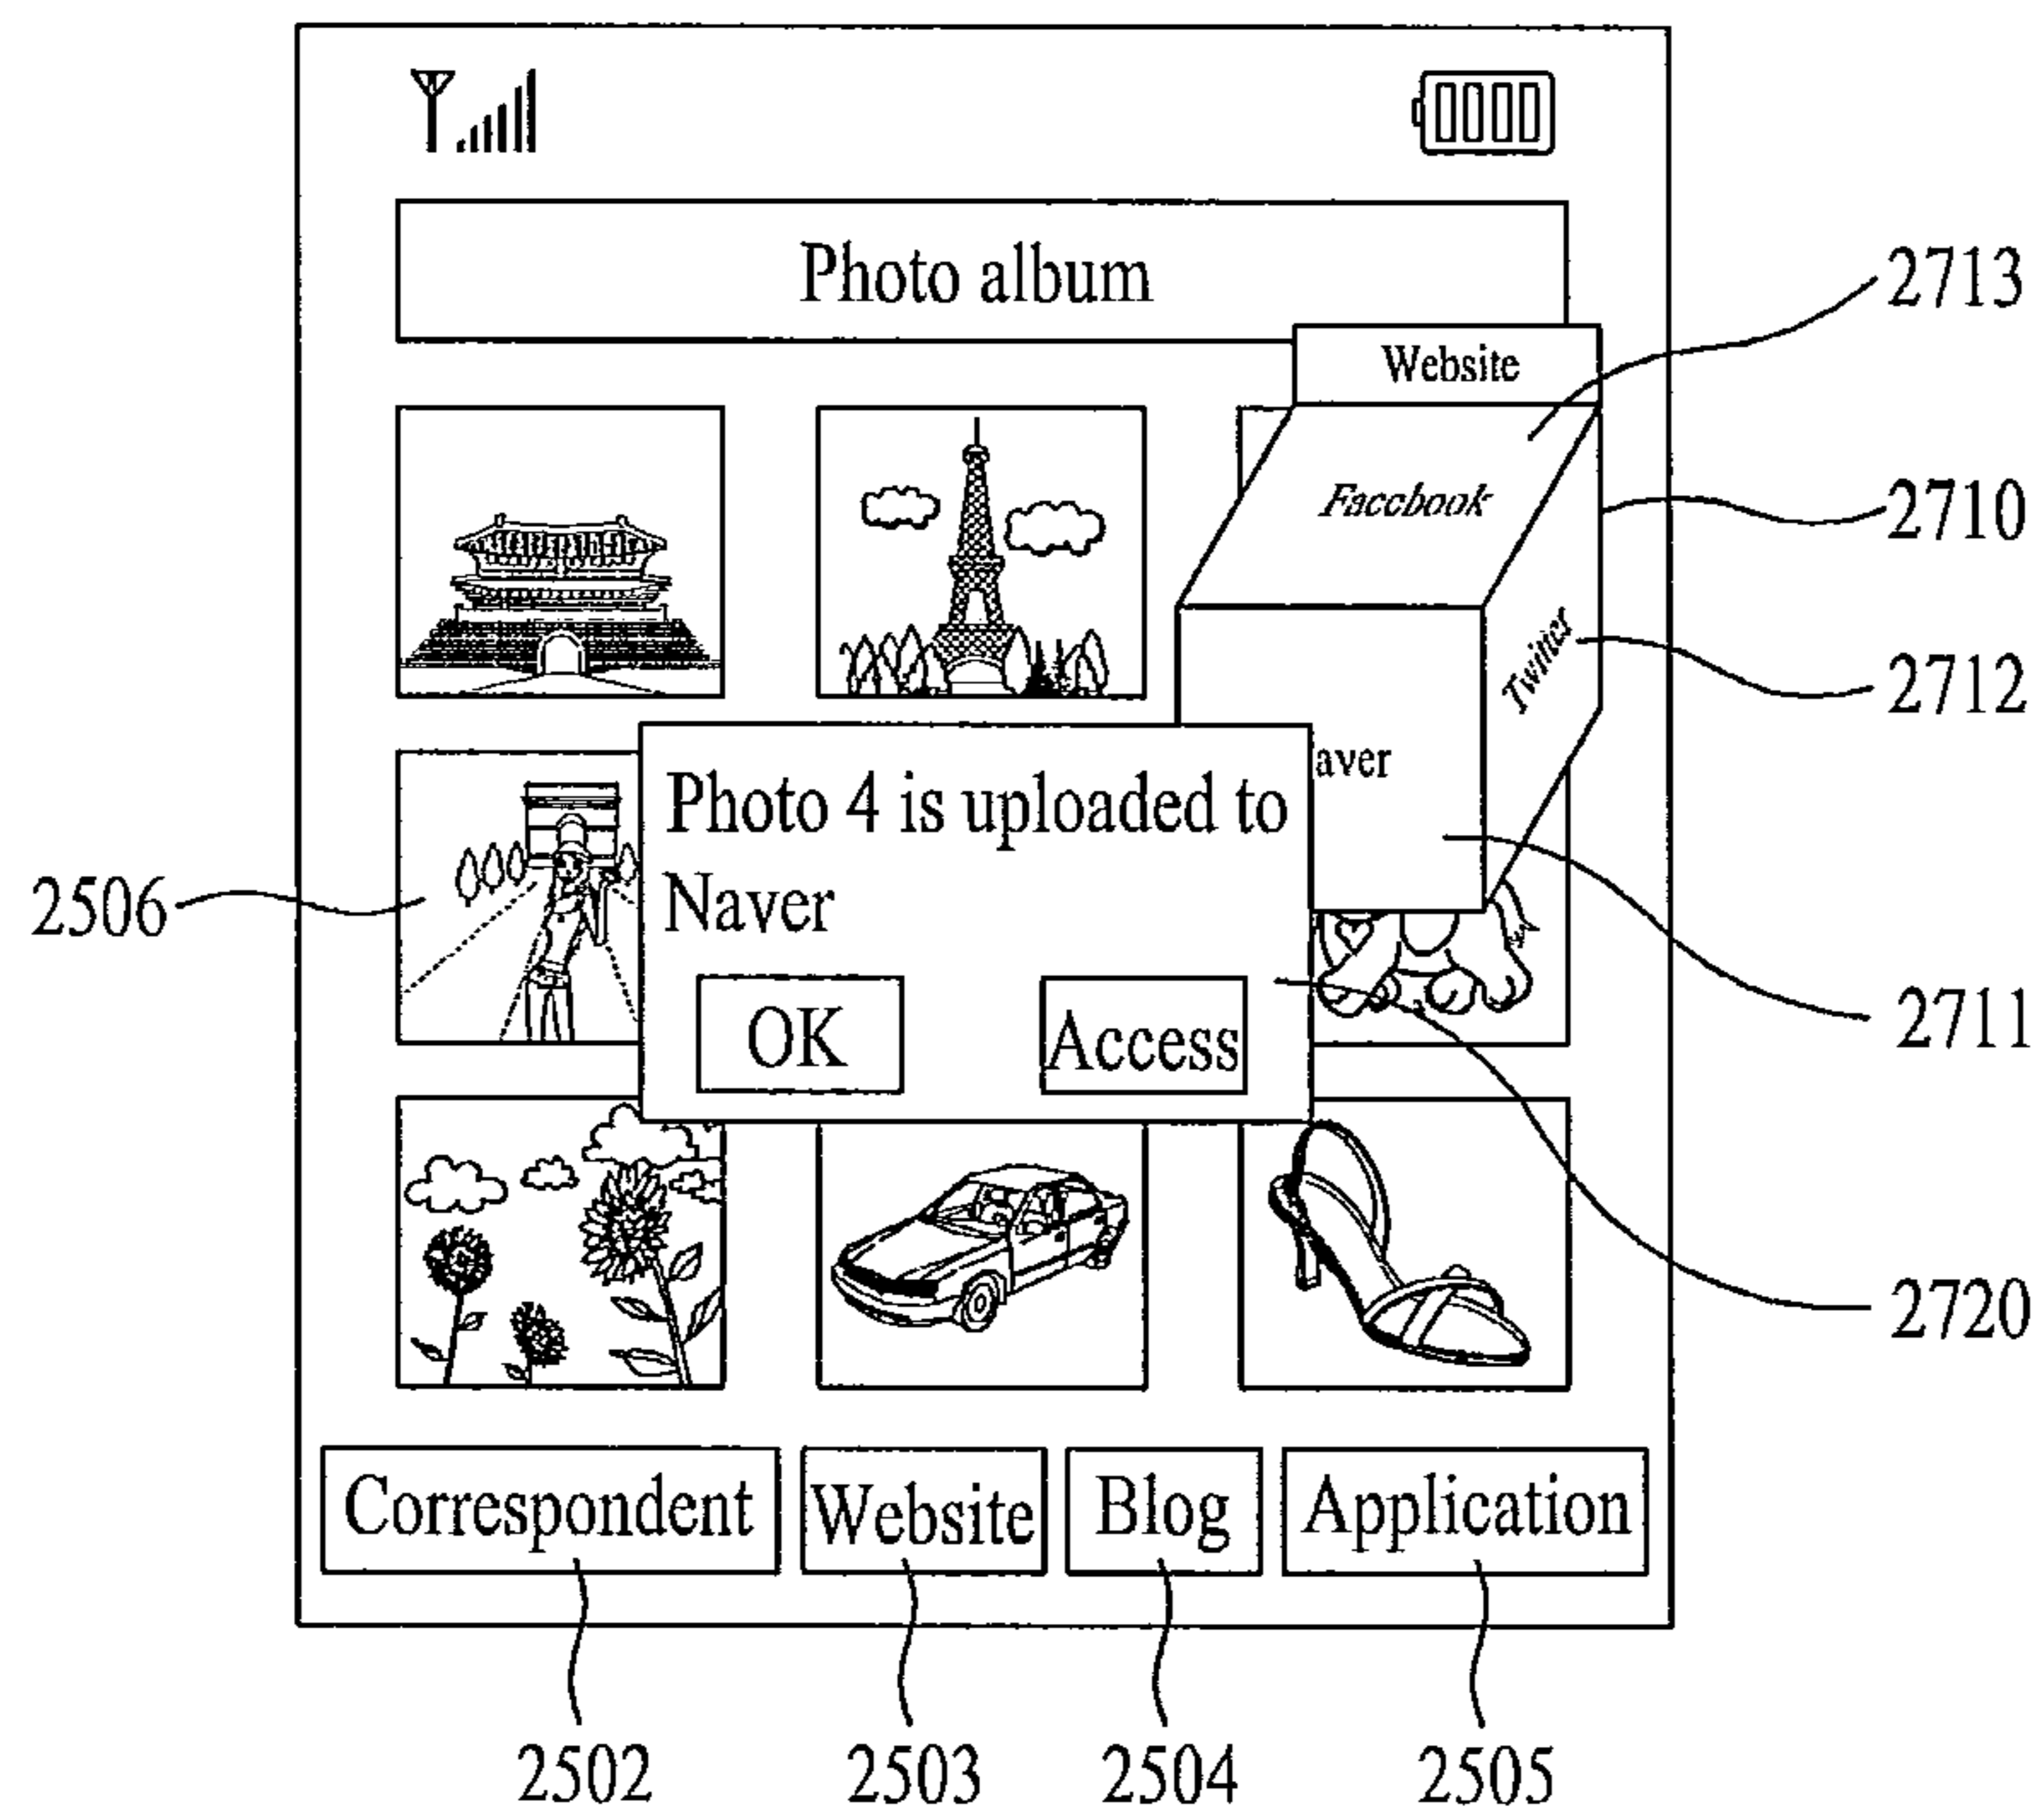 Photo album
2713
Website
Faccbook
2710
Twitter
2712
aver
Photo 4 is uploaded to
Naver
2506
OK
Access
2711
2720
Correspondent
Website
Blog
Application
2502
2503
2504
2505